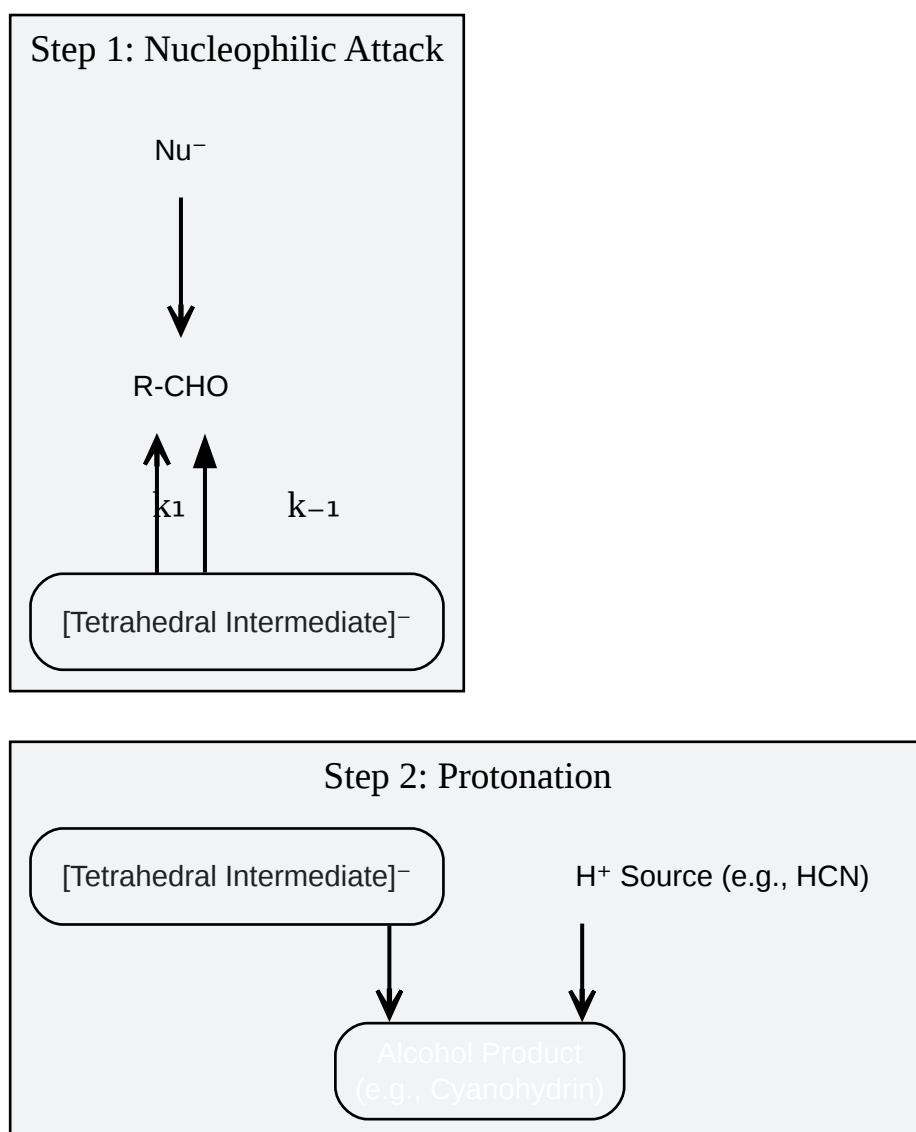 Step 1: Nucleophilic Attack
Nu⁻
R-CHO
k₁ k₋₁
[Tetrahedral Intermediate]⁻
Step 2: Protonation
[Tetrahedral Intermediate]⁻ H⁺ Source (e.g., HCN)
Alcohol Product
(e.g., Cyanohydrin)